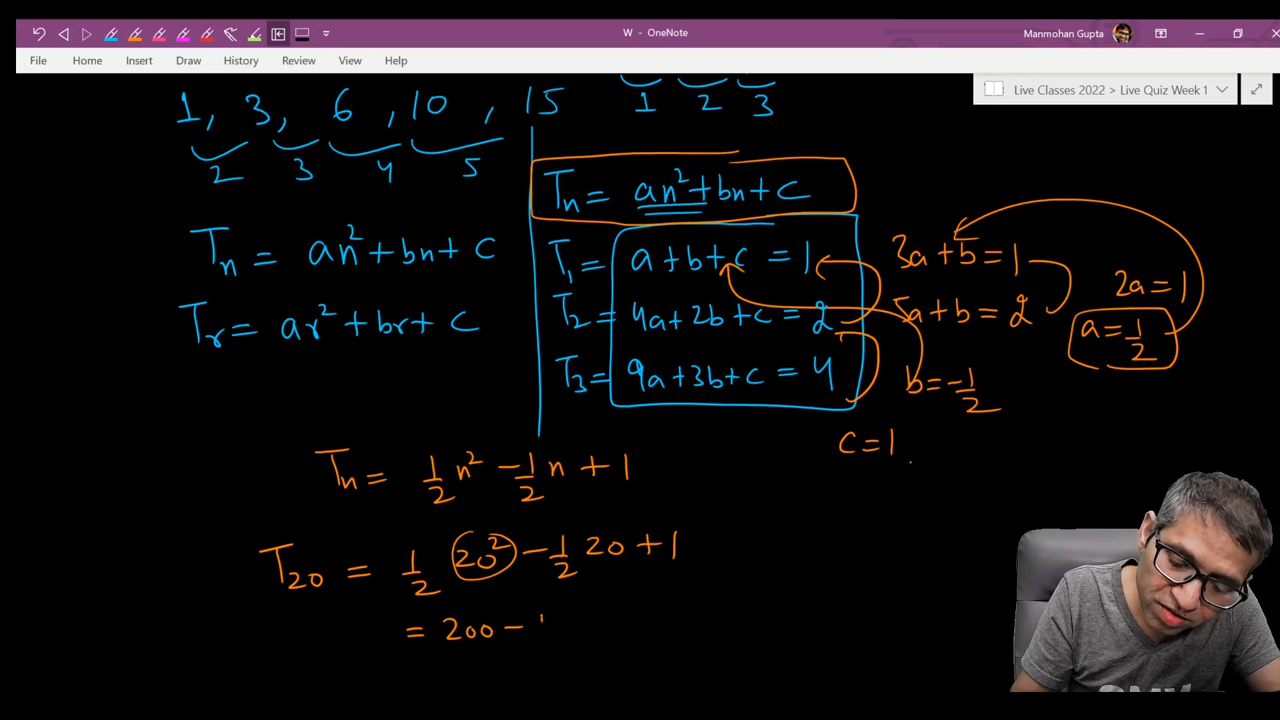 W - OneNote
Manmohan Gupta
File Home Insert Draw History Review View Help
Live Classes 2022 > Live Quiz Week 1
1, 3, 6, 10, 15
2 3 4 5
1 2 3
Tn = an² + bn + c
Tr = ar² + br + c
Tn = an² + bn + c
T1 = a + b + c = 1
T2 = 4a + 2b + c = 2
T3 = 9a + 3b + c = 4
3a + b = 1
5a + b = 2
2a = 1
a = 1/2
b = -1/2
c = 1
Tn = 1/2 n² - 1/2 n + 1
T20 = 1/2 20² - 1/2 20 + 1
= 200 -